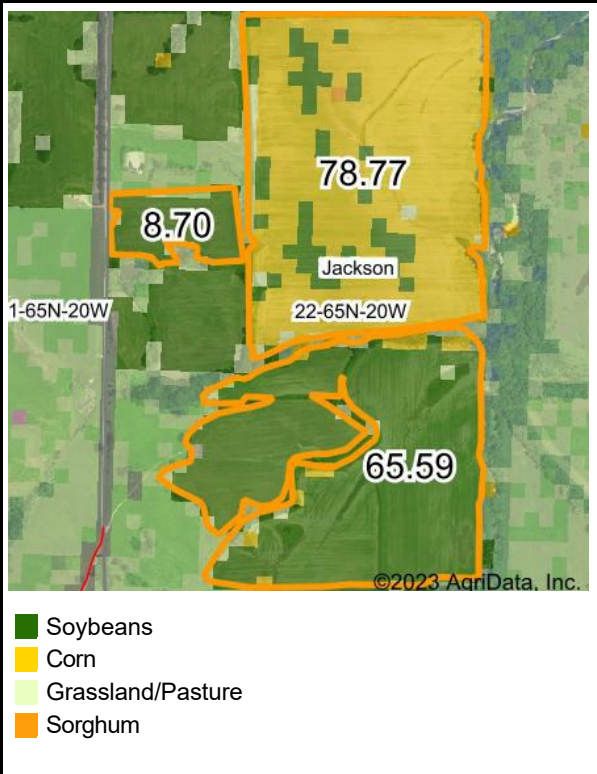 78.77
8.70
Jackson
1-65N-20W
22-65N-20W
65.59
©2023 AgriData, Inc.
Soybeans
Corn
Grassland/Pasture
Sorghum